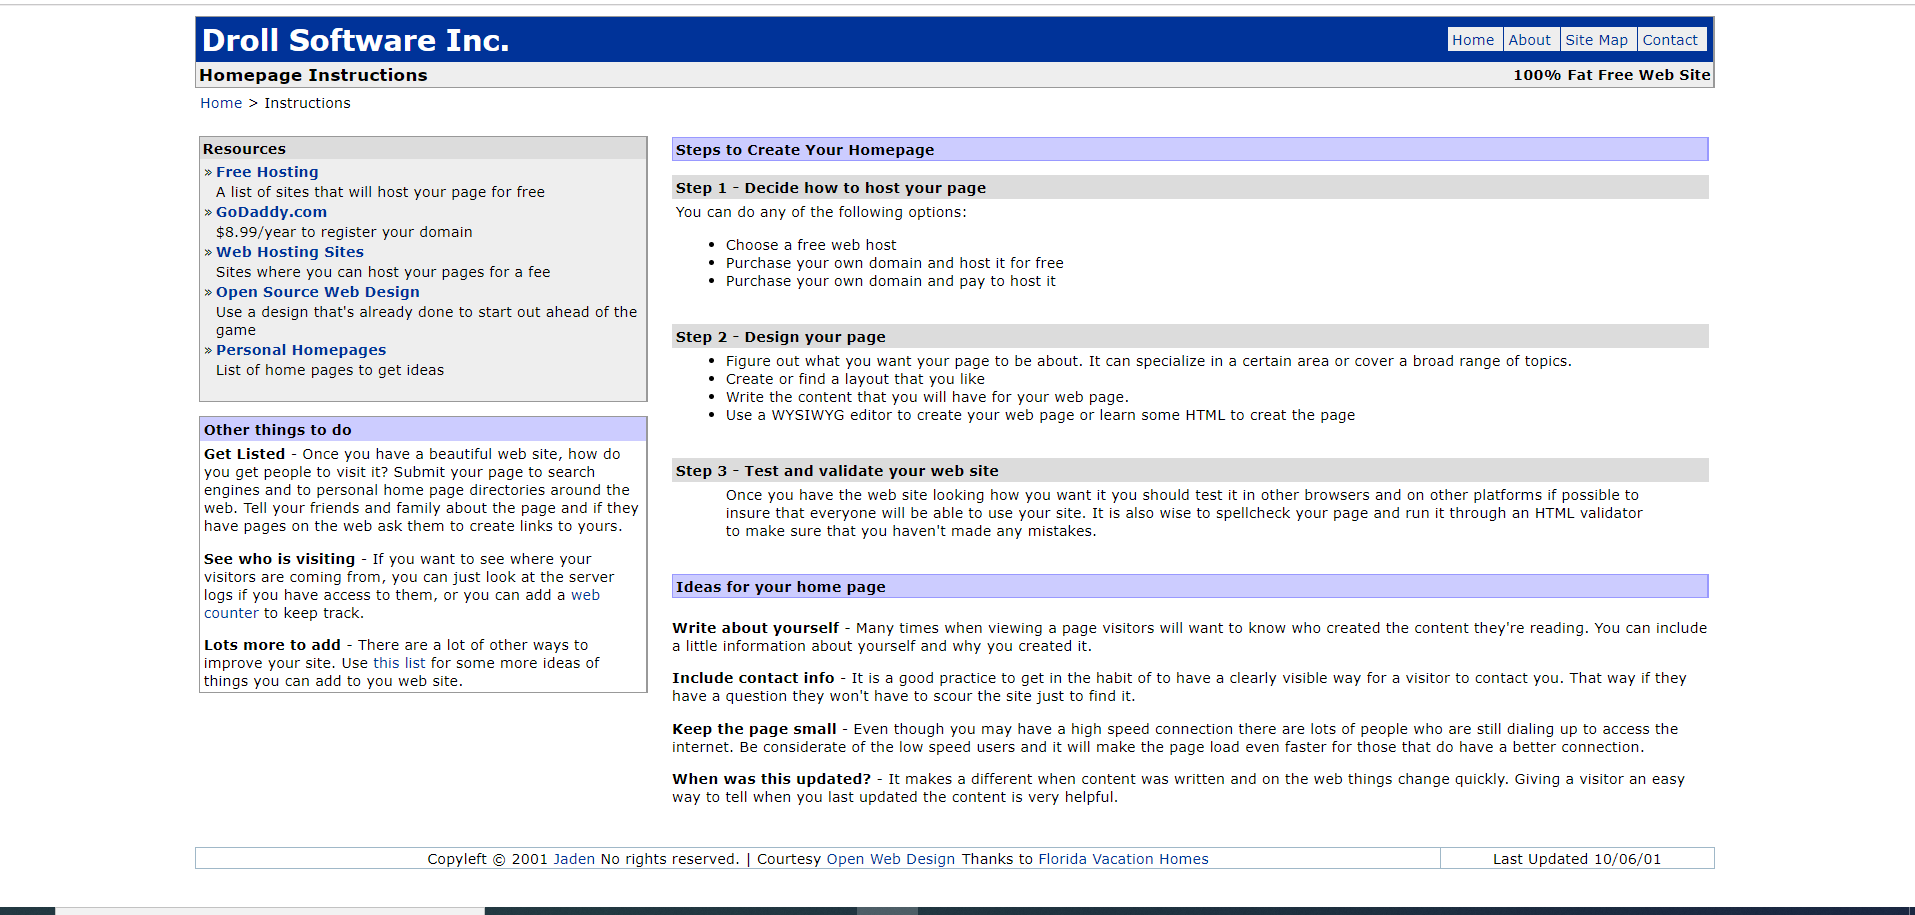 Droll Software Inc.
Home About Site Map Contact
Homepage Instructions
100% Fat Free Web Site
Home > Instructions
Resources
» Free Hosting
A list of sites that will host your page for free
» GoDaddy.com
$8.99/year to register your domain
» Web Hosting Sites
Sites where you can host your pages for a fee
» Open Source Web Design
Use a design that's already done to start out ahead of the
game
» Personal Homepages
List of home pages to get ideas
Other things to do
Get Listed - Once you have a beautiful web site, how do
you get people to visit it? Submit your page to search
engines and to personal home page directories around the
web. Tell your friends and family about the page and if they
have pages on the web ask them to create links to yours.
See who is visiting - If you want to see where your
visitors are coming from, you can just look at the server
logs if you have access to them, or you can add a web
counter to keep track.
Lots more to add - There are a lot of other ways to
improve your site. Use this list for some more ideas of
things you can add to you web site.
Steps to Create Your Homepage
Step 1 - Decide how to host your page
You can do any of the following options:
• Choose a free web host
• Purchase your own domain and host it for free
• Purchase your own domain and pay to host it
Step 2 - Design your page
• Figure out what you want your page to be about. It can specialize in a certain area or cover a broad range of topics.
• Create or find a layout that you like
• Write the content that you will have for your web page.
• Use a WYSIWYG editor to create your web page or learn some HTML to creat the page
Step 3 - Test and validate your web site
Once you have the web site looking how you want it you should test it in other browsers and on other platforms if possible to
insure that everyone will be able to use your site. It is also wise to spellcheck your page and run it through an HTML validator
to make sure that you haven't made any mistakes.
Ideas for your home page
Write about yourself - Many times when viewing a page visitors will want to know who created the content they're reading. You can include
a little information about yourself and why you created it.
Include contact info - It is a good practice to get in the habit of to have a clearly visible way for a visitor to contact you. That way if they
have a question they won't have to scour the site just to find it.
Keep the page small - Even though you may have a high speed connection there are lots of people who are still dialing up to access the
internet. Be considerate of the low speed users and it will make the page load even faster for those that do have a better connection.
When was this updated? - It makes a different when content was written and on the web things change quickly. Giving a visitor an easy
way to tell when you last updated the content is very helpful.
Copyleft © 2001 Jaden No rights reserved. | Courtesy Open Web Design Thanks to Florida Vacation Homes
Last Updated 10/06/01